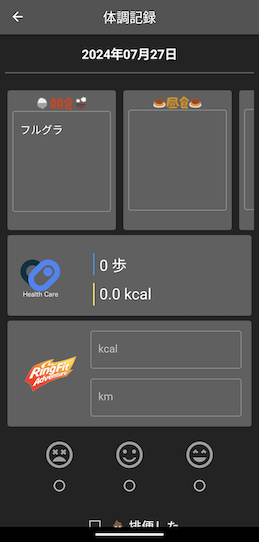 体調記録
2024年07月27日
朝食
昼食
フルグラ
0 歩
0.0 kcal
Health Care
RingFit
Adventure
kcal
km
排便した